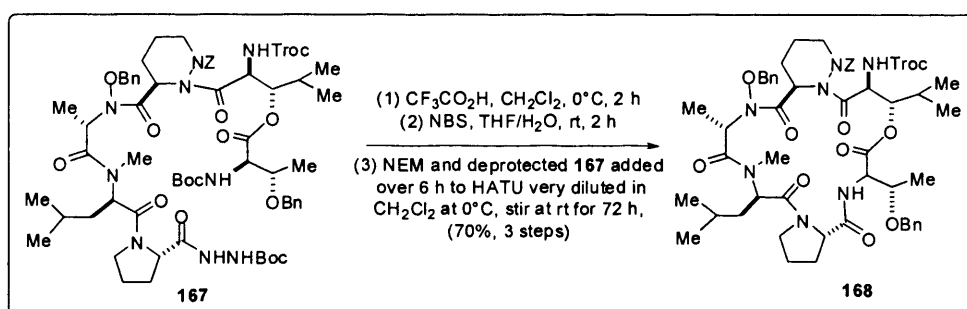 NHTroc
NZ
OBn
Me
N
N
Me
Me
O
O
O
O
O
N
Me
BocHN
Me
O
OBn
Me
Me
N
O
NHNHBoc
167
(1) CF₃CO₂H, CH₂Cl₂, 0°C, 2 h
(2) NBS, THF/H₂O, rt, 2 h
(3) NEM and deprotected 167 added
over 6 h to HATU very diluted in
CH₂Cl₂ at 0°C, stir at rt for 72 h,
(70%, 3 steps)
NZ
NHTroc
OBn
Me
N
N
Me
Me
O
O
O
O
O
N
Me
NH
Me
O
OBn
Me
Me
N
O
168